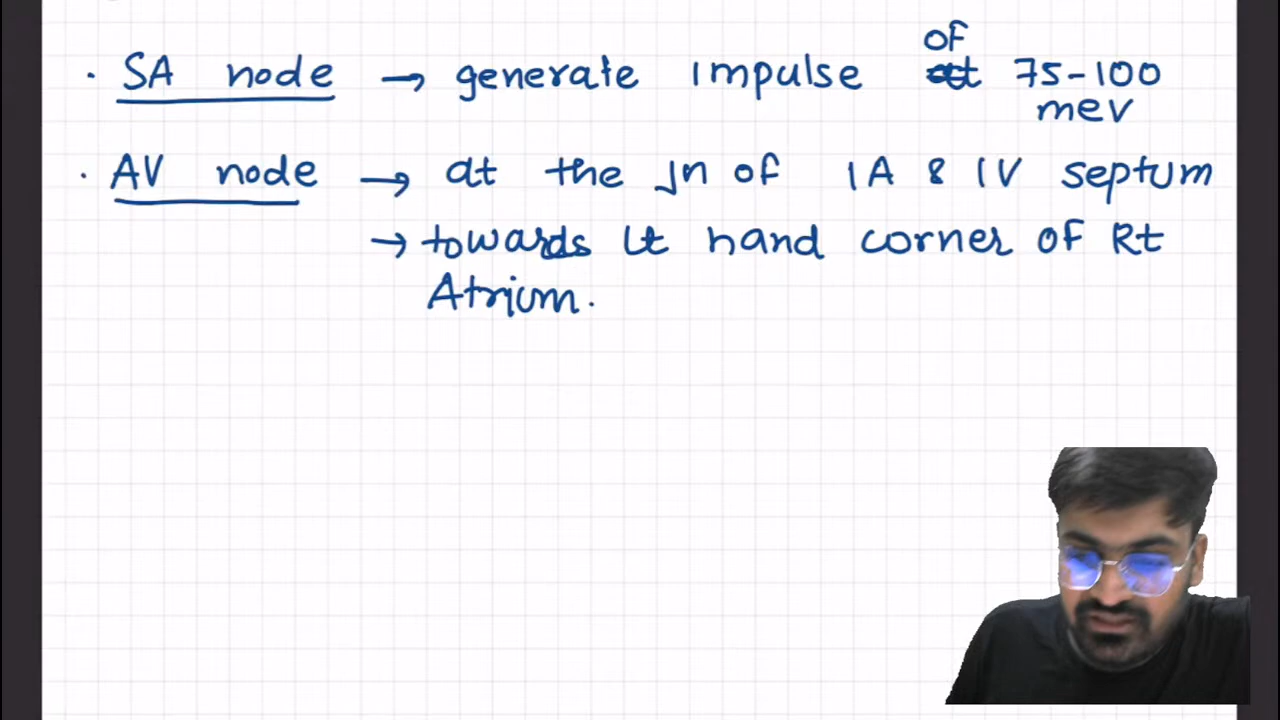 · SA node → generate impulse of 75-100
mev
· AV node → at the Jn of IA & IV septum
→ towards Lt hand corner of Rt
Atrium.